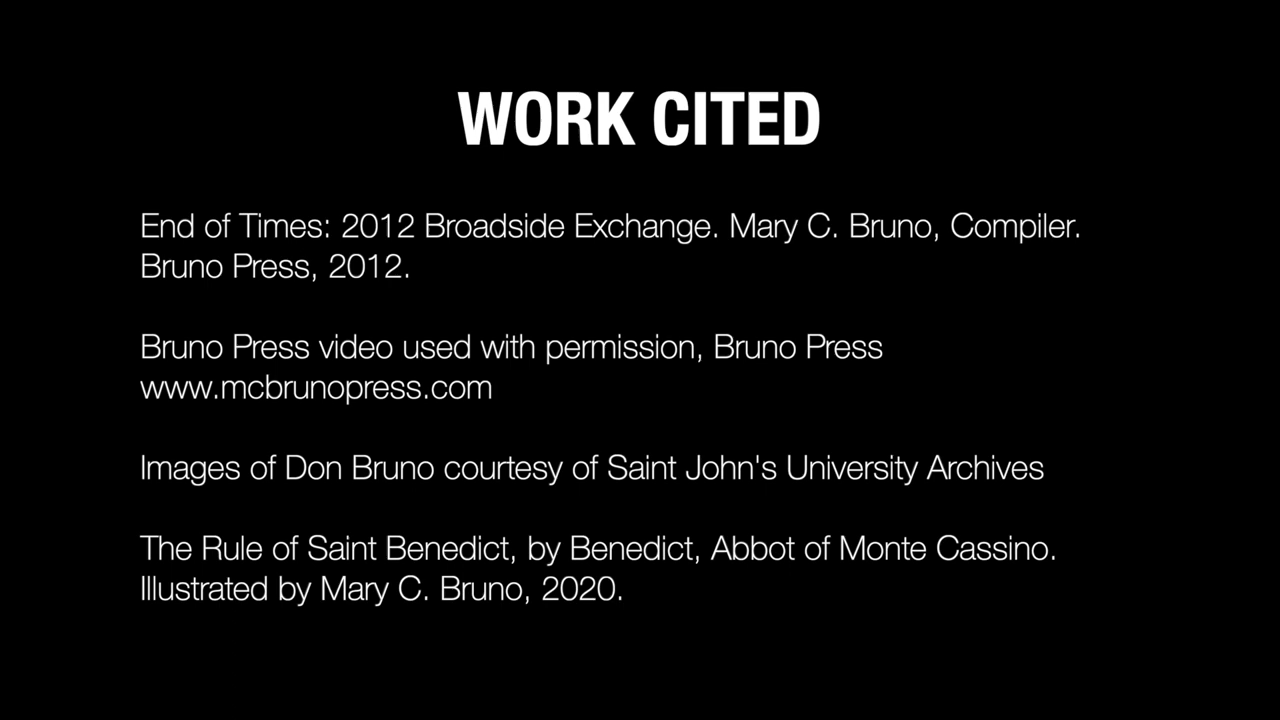 WORK CITED
End of Times: 2012 Broadside Exchange. Mary C. Bruno, Compiler.
Bruno Press, 2012.
Bruno Press video used with permission, Bruno Press
www.mcbrunopress.com
Images of Don Bruno courtesy of Saint John's University Archives
The Rule of Saint Benedict, by Benedict, Abbot of Monte Cassino.
Illustrated by Mary C. Bruno, 2020.